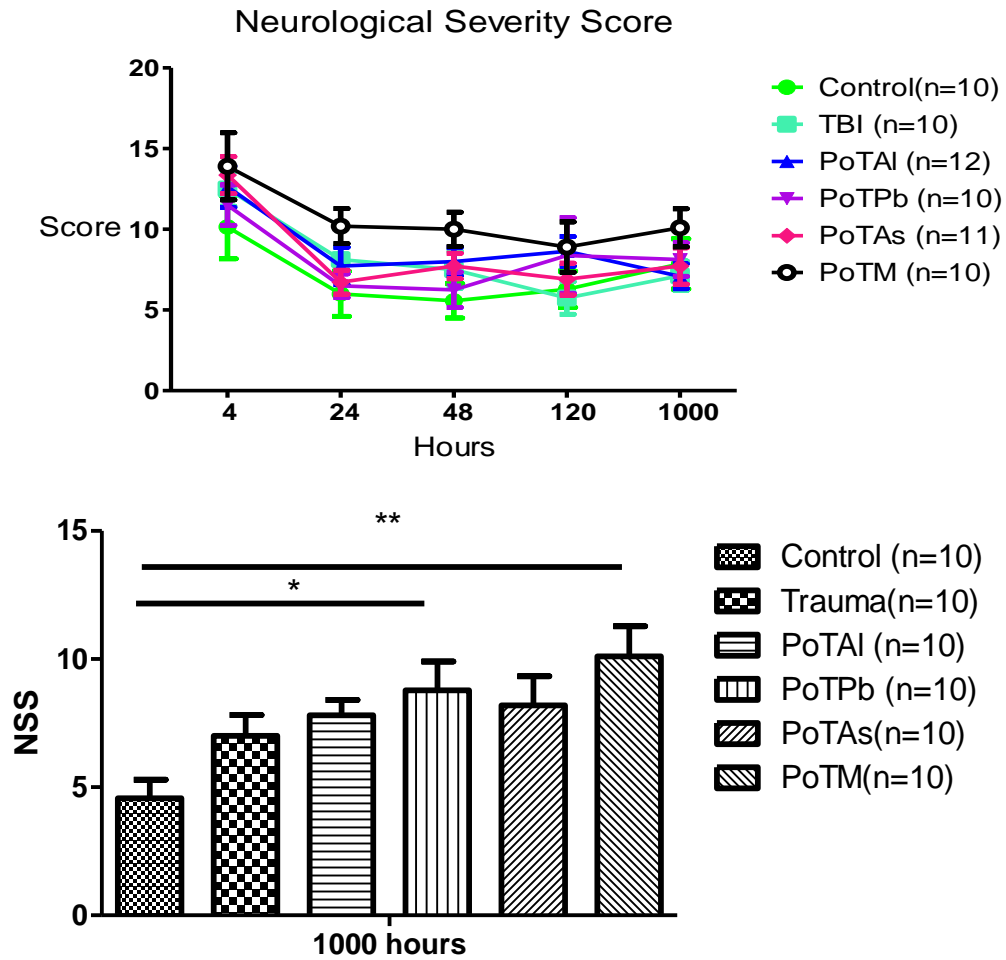 Neurological Severity Score
20
15
10
5
0
Score
4 24 48 120 1000
Hours
Control(n=10)
TBI (n=10)
PoTAl (n=12)
PoTPb (n=10)
PoTAs (n=11)
PoTM (n=10)
15
10
5
0
NSS
**
*
1000 hours
Control (n=10)
Trauma(n=10)
PoTAl (n=10)
PoTPb (n=10)
PoTAs(n=10)
PoTM(n=10)